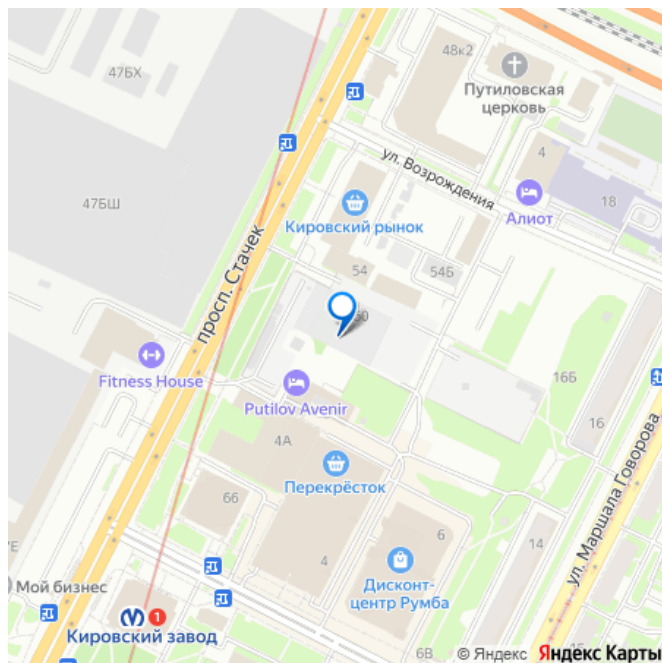 47БХ
48к2
Путиловская
церковь
ул. Возрождения
4
18
Алиот
47БШ
Кировский рынок
54
54Б
просп. Стачек
Fitness House
Putilov Avenir
16Б
16
4А
Перекрёсток
66
6
4
14
ул. Маршала Говорова
Дисконт-
центр Румба
Мой бизнес
1
Кировский завод
6В
© Яндекс Яндекс Карты